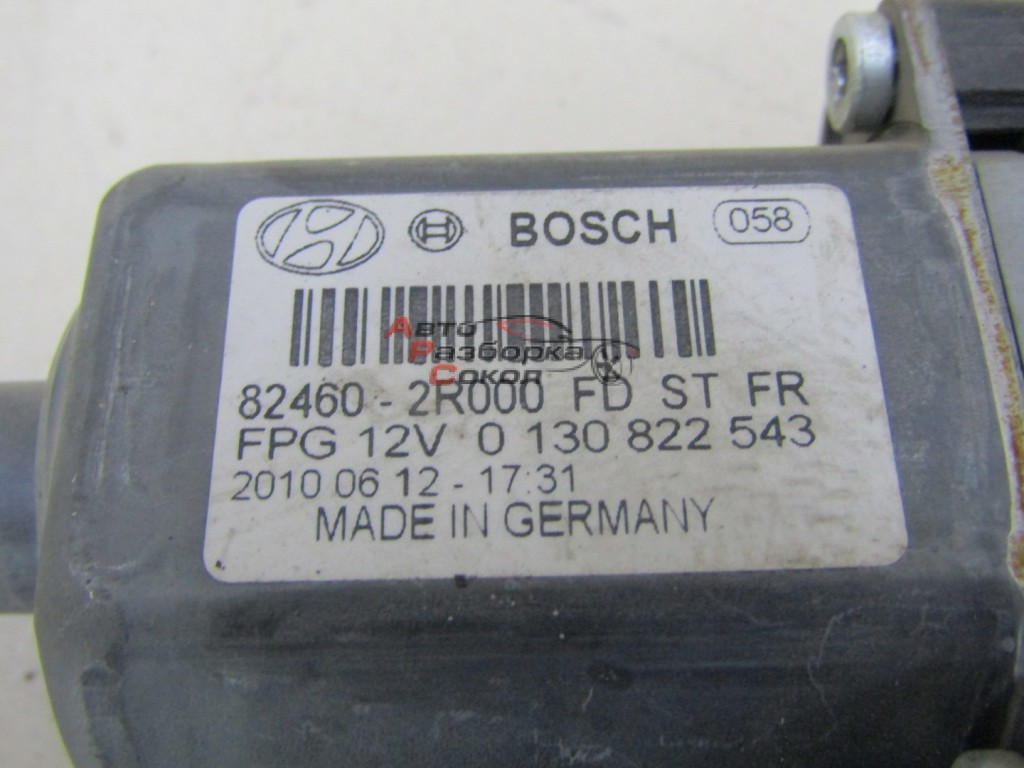 BOSCH 058
Авто
Разборка
Сокол
82460 - 2R000 FD ST FR
FPG 12V 0 130 822 543
2010 06 12 - 17:31
MADE IN GERMANY